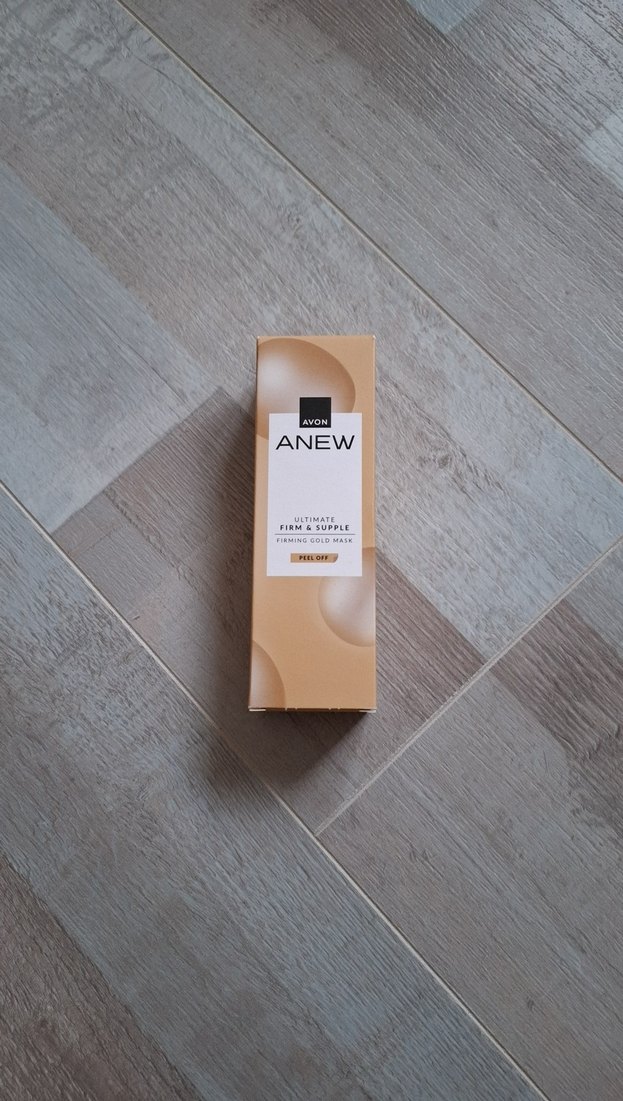 AVON
ANEW
ULTIMATE
FIRM & SUPPLE
FIRMING GOLD MASK
PEEL OFF